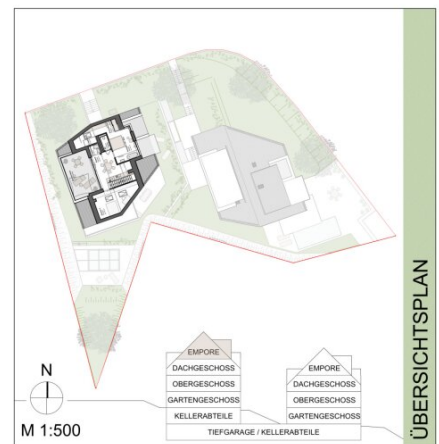 ÜBERSICHTSPLAN
N
M 1:500
EMPORE
DACHGESCHOSS
OBERGESCHOSS
GARTENGESCHOSS
KELLERABTEILE
EMPORE
DACHGESCHOSS
OBERGESCHOSS
GARTENGESCHOSS
TIEFGARAGE / KELLERABTEILE